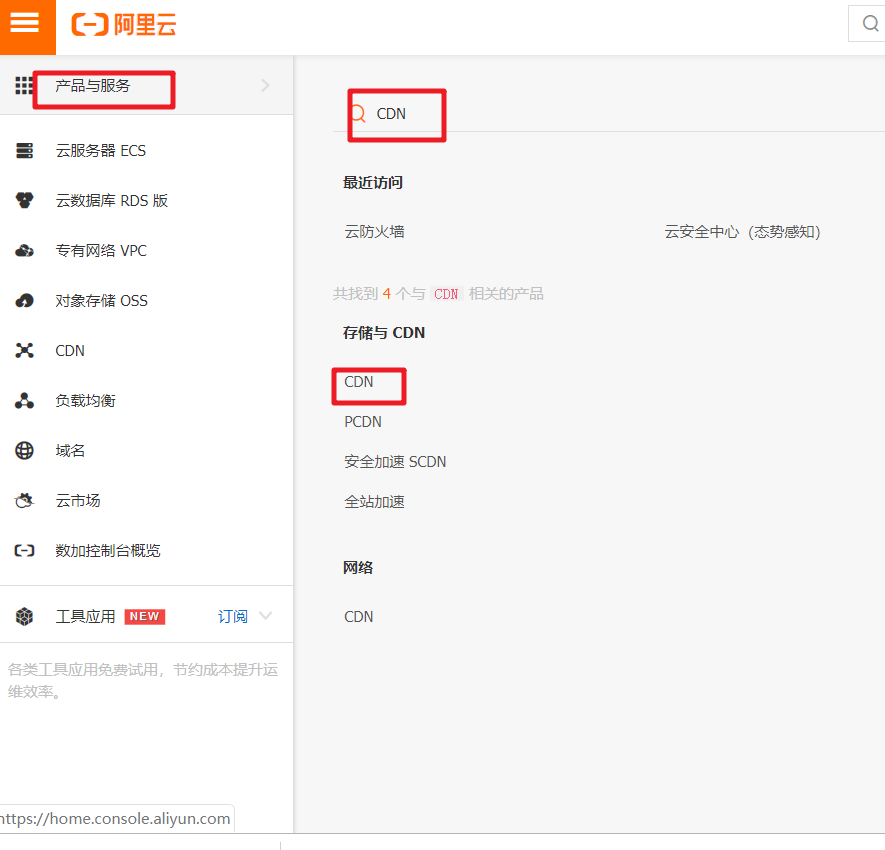 阿里云
产品与服务
云服务器 ECS
云数据库 RDS 版
专有网络 VPC
对象存储 OSS
CDN
负载均衡
域名
云市场
数加控制台概览
工具应用 NEW 订阅
各类工具应用免费试用，节约成本提升运
维效率。
CDN
最近访问
云防火墙 云安全中心（态势感知）
共找到 4 个与 CDN 相关的产品
存储与 CDN
CDN
PCDN
安全加速 SCDN
全站加速
网络
CDN
https://home.console.aliyun.com